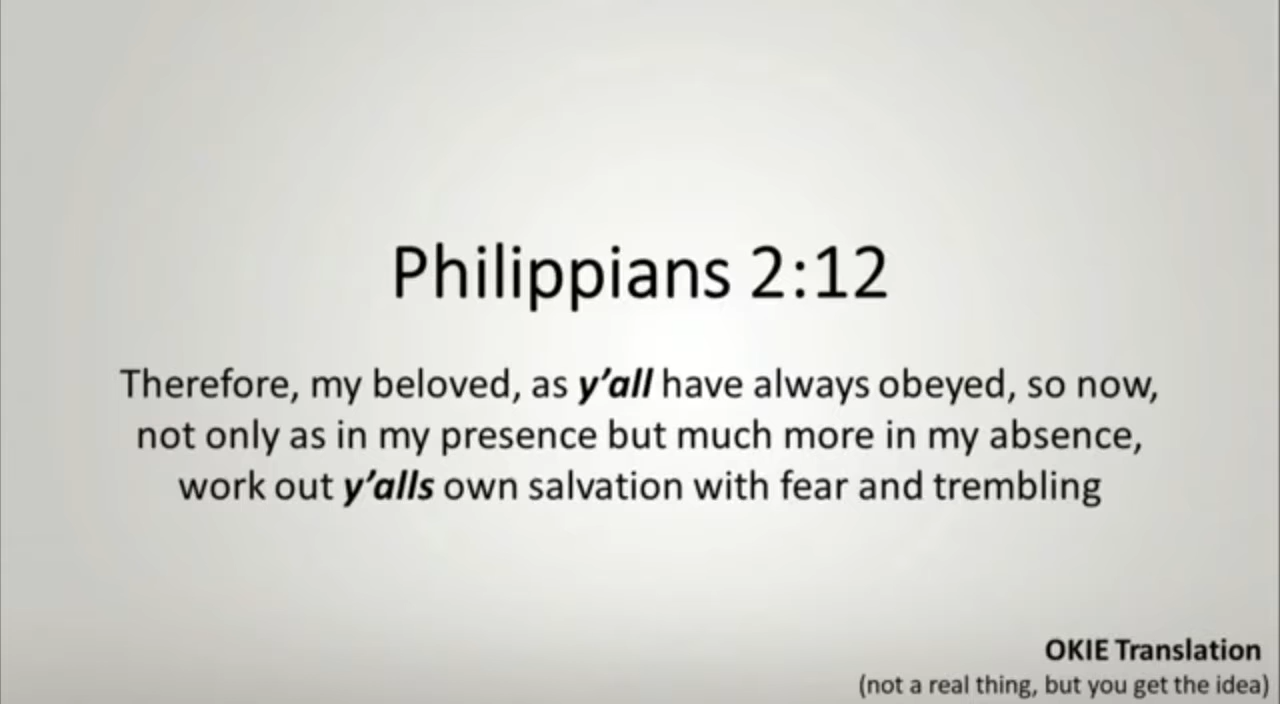 Philippians 2:12
Therefore, my beloved, as y’all have always obeyed, so now,
not only as in my presence but much more in my absence,
work out y’alls own salvation with fear and trembling
OKIE Translation
(not a real thing, but you get the idea)